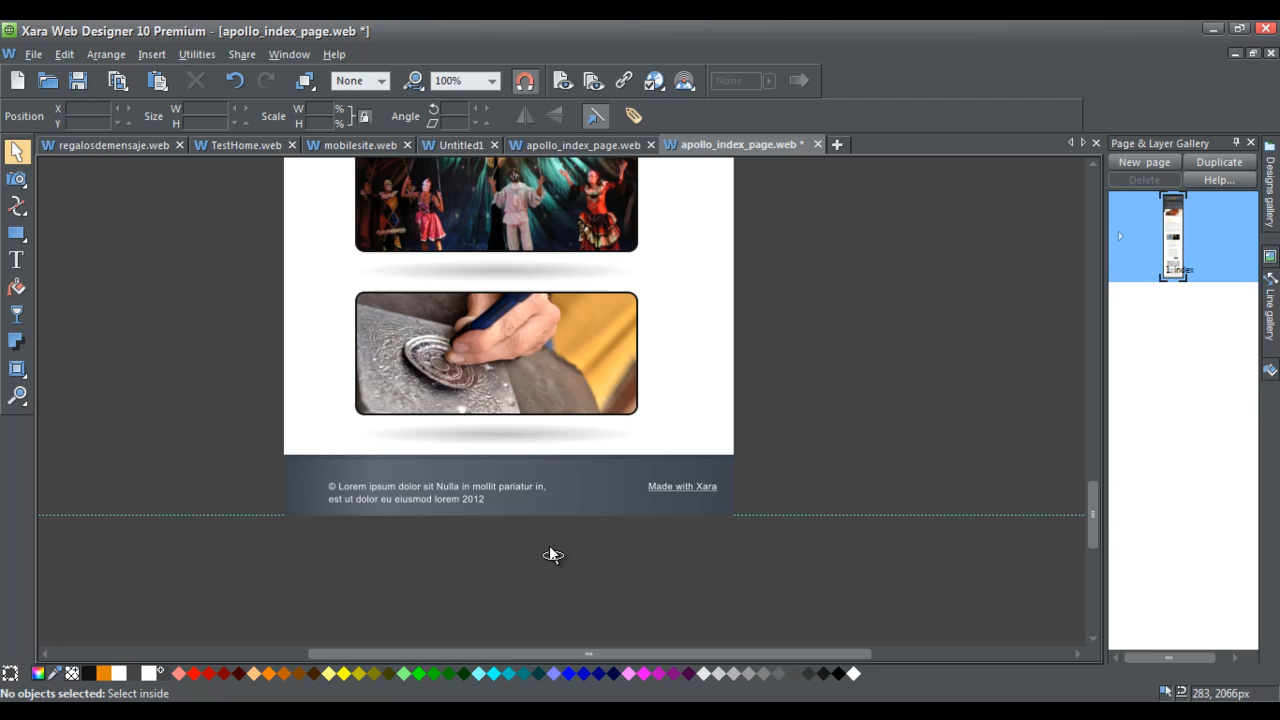 Xara Web Designer 10 Premium - [apollo_index_page.web *]
File Edit Arrange Insert Utilities Share Window Help
None 100% None
Position X Y Size W H Scale W H % % Angle
regalosdemensaje.web TestHome.web mobilesite.web Untitled1 apollo_index_page.web apollo_index_page.web *
Page & Layer Gallery
New page Duplicate
Delete Help...
1. index
Designs gallery
Line gallery
© Lorem ipsum dolor sit Nulla in mollit pariatur in,
est ut dolor eu eiusmod lorem 2012
Made with Xara
No objects selected: Select inside
283, 2066px